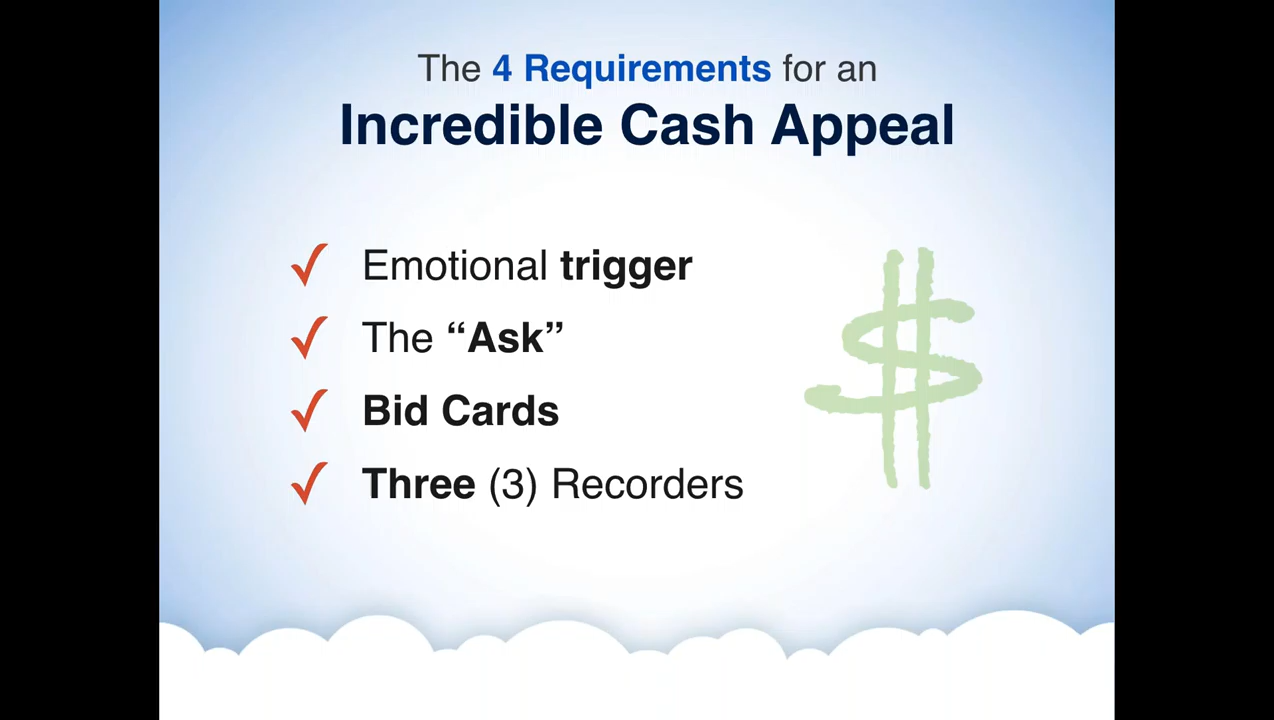 The 4 Requirements for an
Incredible Cash Appeal
Emotional trigger
The “Ask”
Bid Cards
Three (3) Recorders